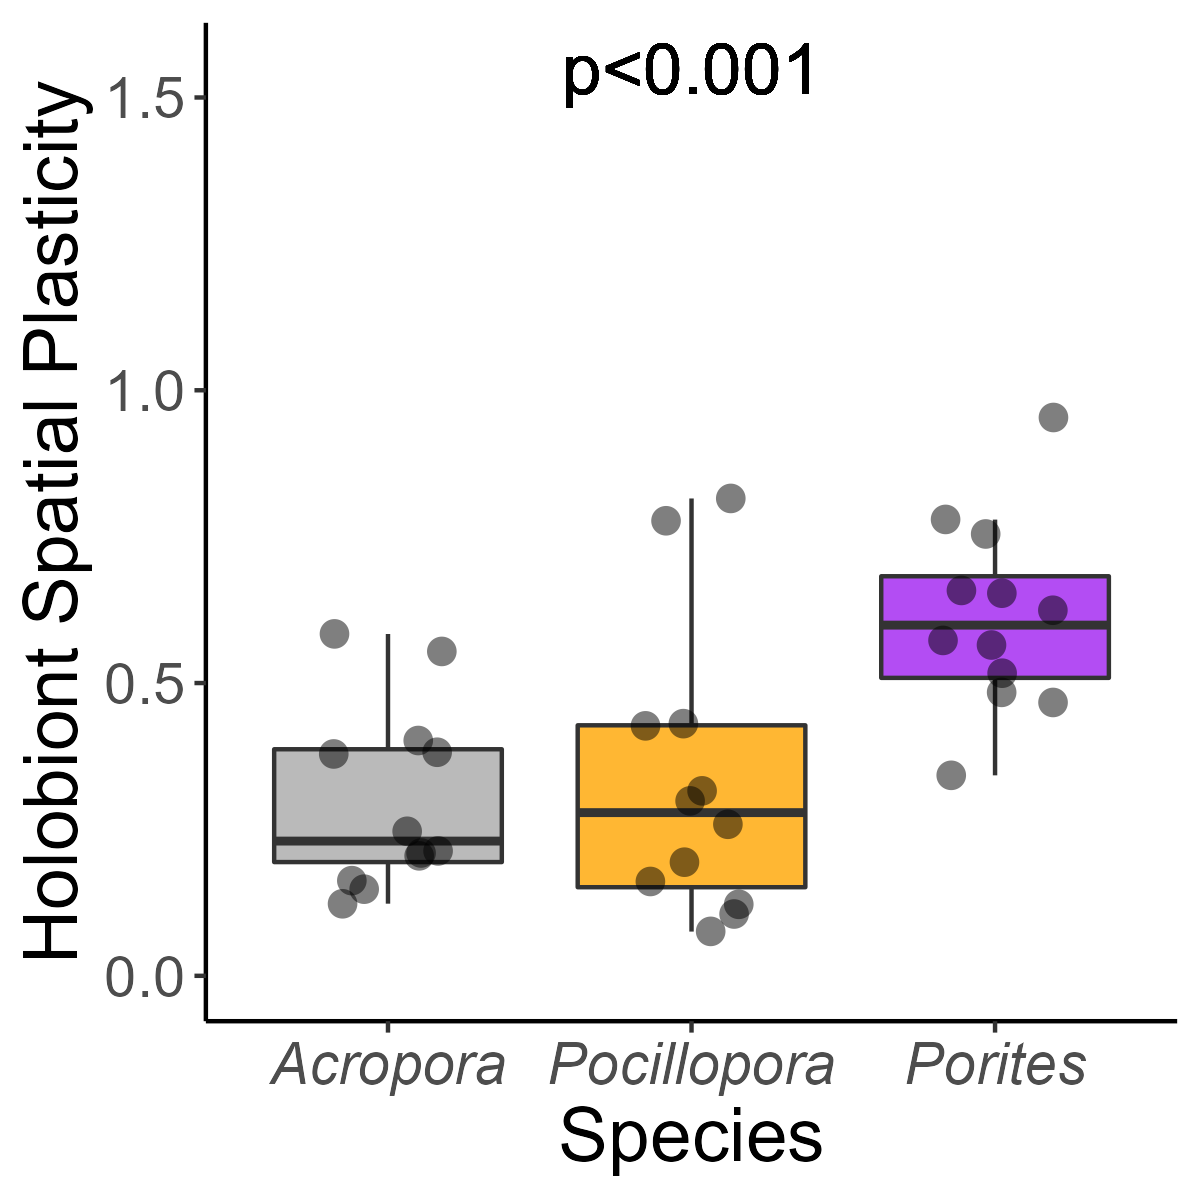 p<0.001
Holobiont Spatial Plasticity
1.5
1.0
0.5
0.0
Acropora Pocillopora Porites
Species